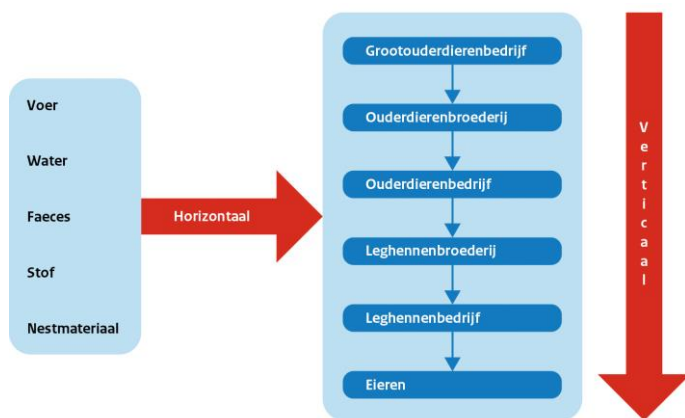 Voer
Water
Faeces
Stof
Nestmateriaal
Horizontaal
Grootouderdierenbedrijf
Ouderdierenbroederij
Ouderdierenbedrijf
Leghennenbroederij
Leghennenbedrijf
Eieren
Verticaal